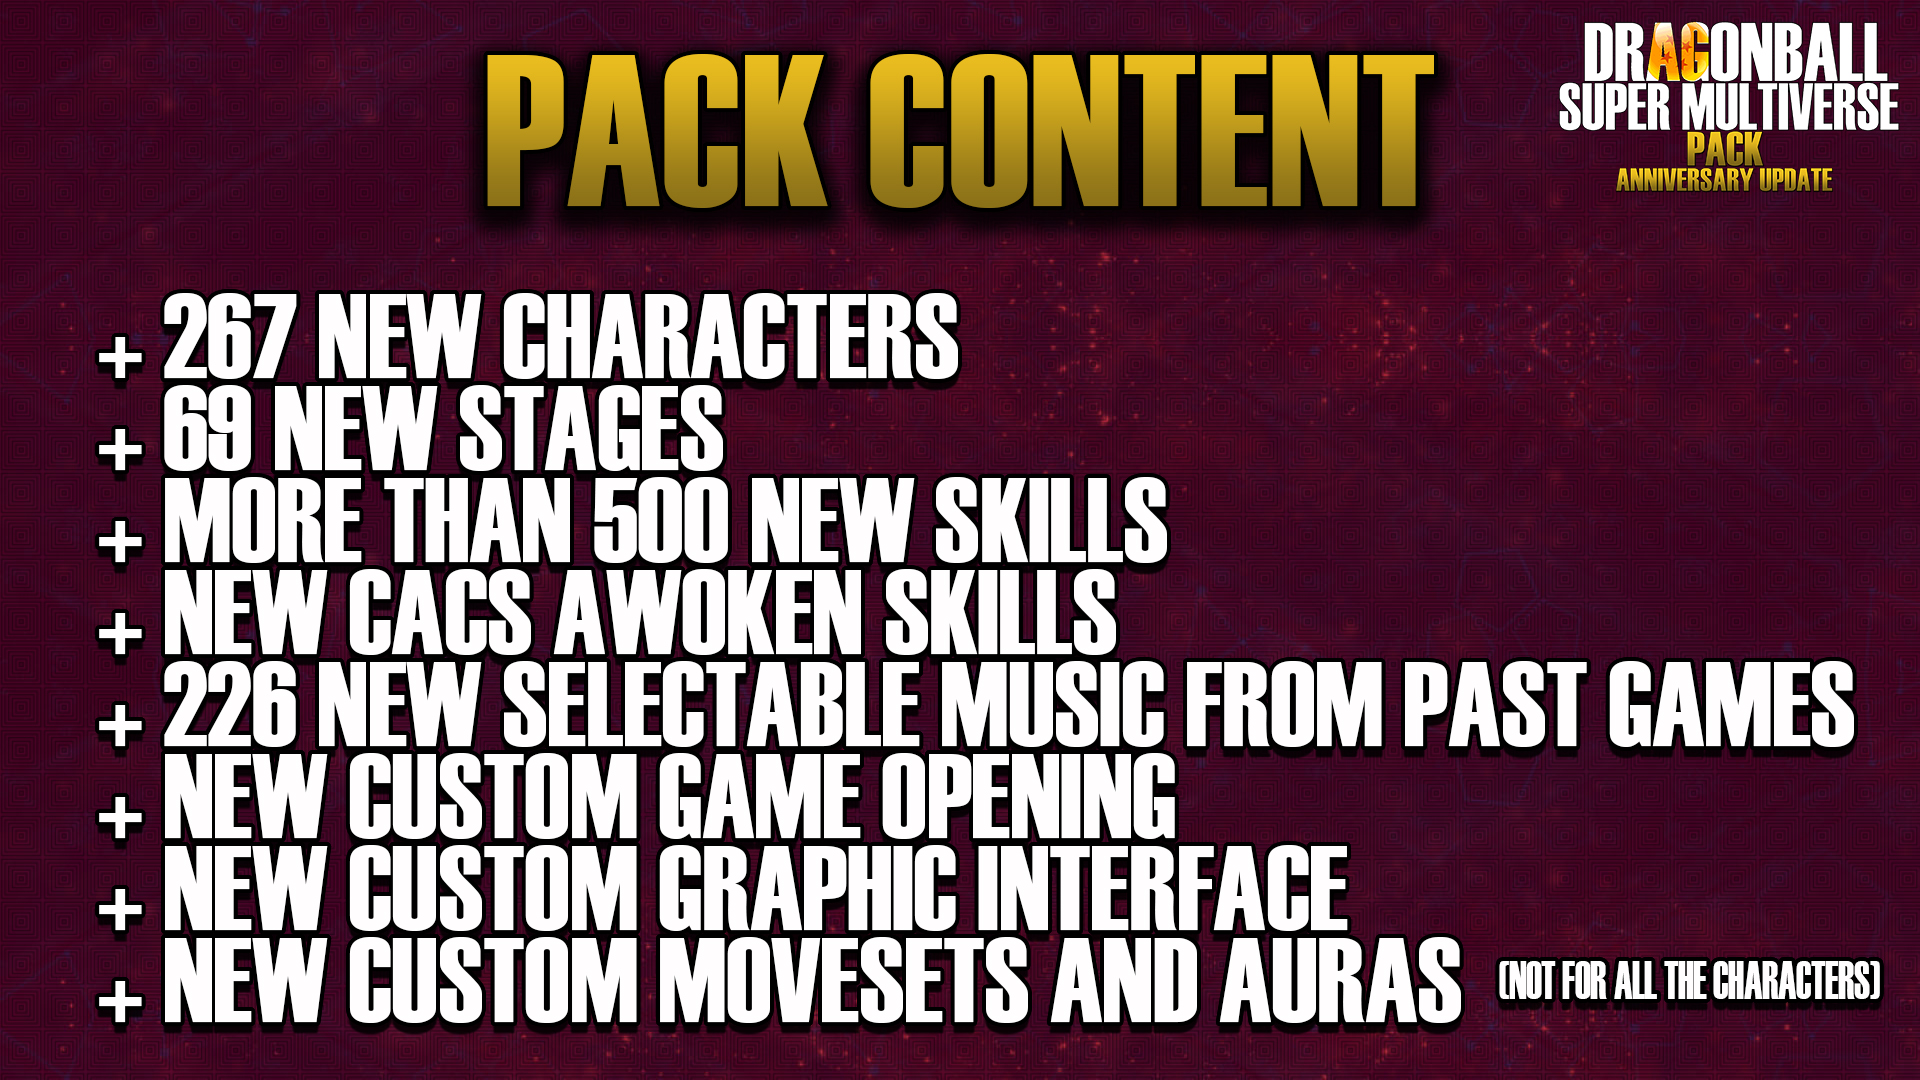 PACK CONTENT
DRAGONBALL
SUPER MULTIVERSE
PACK
ANNIVERSARY UPDATE
+ 267 NEW CHARACTERS
+ 69 NEW STAGES
+ MORE THAN 500 NEW SKILLS
+ NEW CACS AWOKEN SKILLS
+ 226 NEW SELECTABLE MUSIC FROM PAST GAMES
+ NEW CUSTOM GAME OPENING
+ NEW CUSTOM GRAPHIC INTERFACE
+ NEW CUSTOM MOVESETS AND AURAS (NOT FOR ALL THE CHARACTERS)